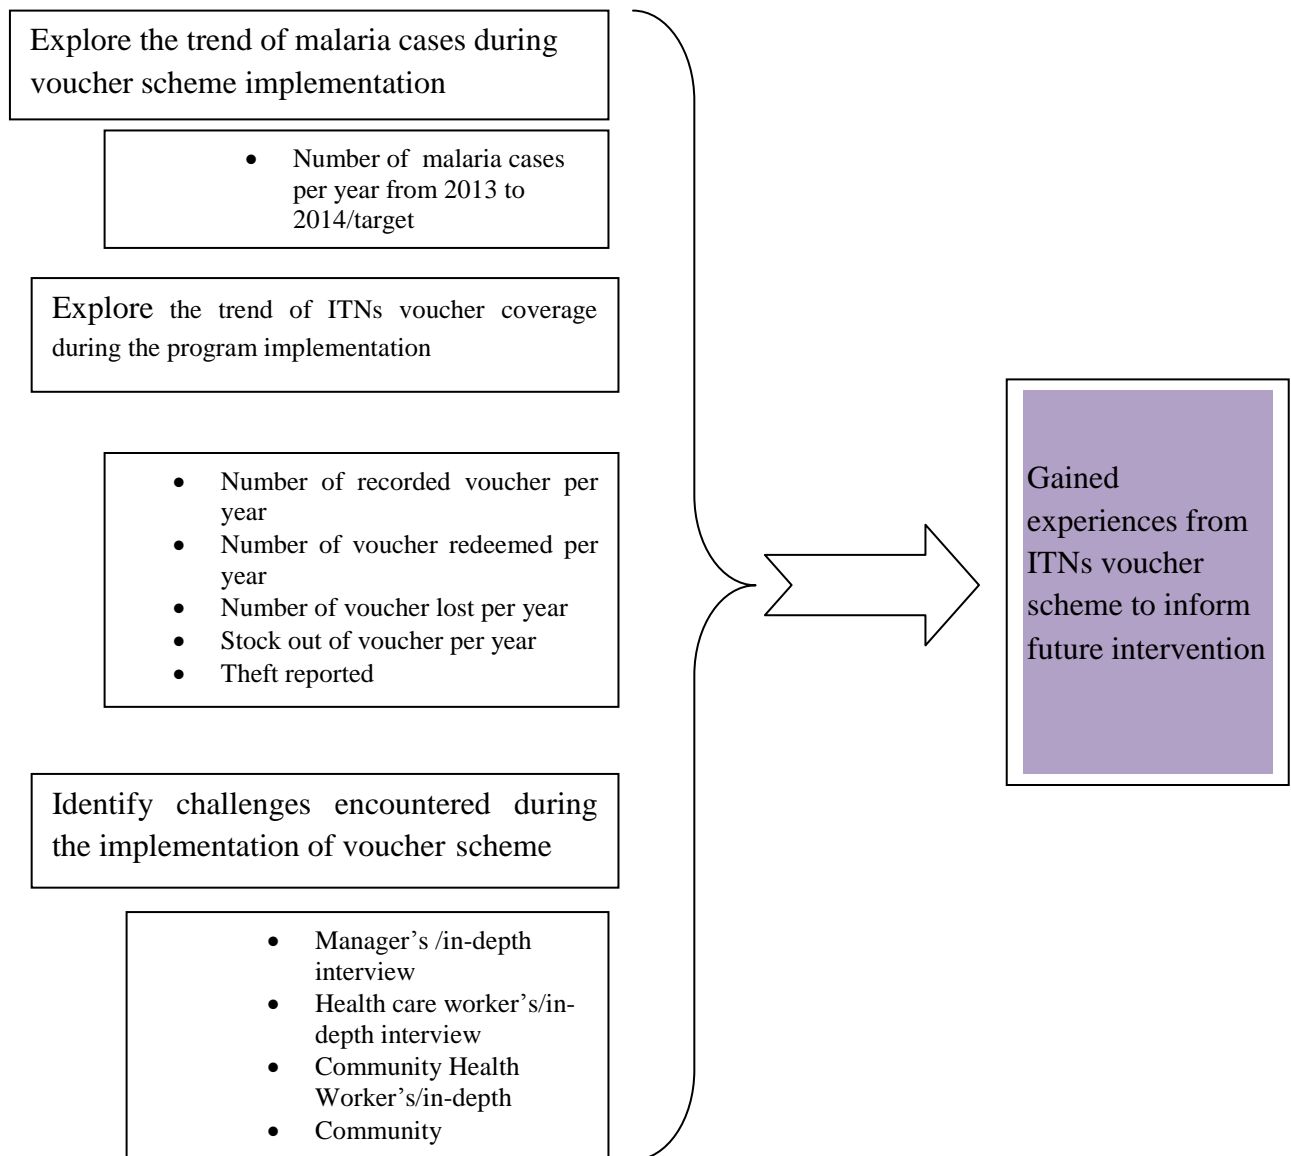 Explore the trend of malaria cases during
voucher scheme implementation
• Number of malaria cases
per year from 2013 to
2014/target
Explore the trend of ITNs voucher coverage
during the program implementation
• Number of recorded voucher per
year
• Number of voucher redeemed per
year
• Number of voucher lost per year
• Stock out of voucher per year
• Theft reported
Identify challenges encountered during
the implementation of voucher scheme
• Manager’s /in-depth
interview
• Health care worker’s/in-
depth interview
• Community Health
Worker’s/in-depth
• Community
Gained
experiences from
ITNs voucher
scheme to inform
future intervention